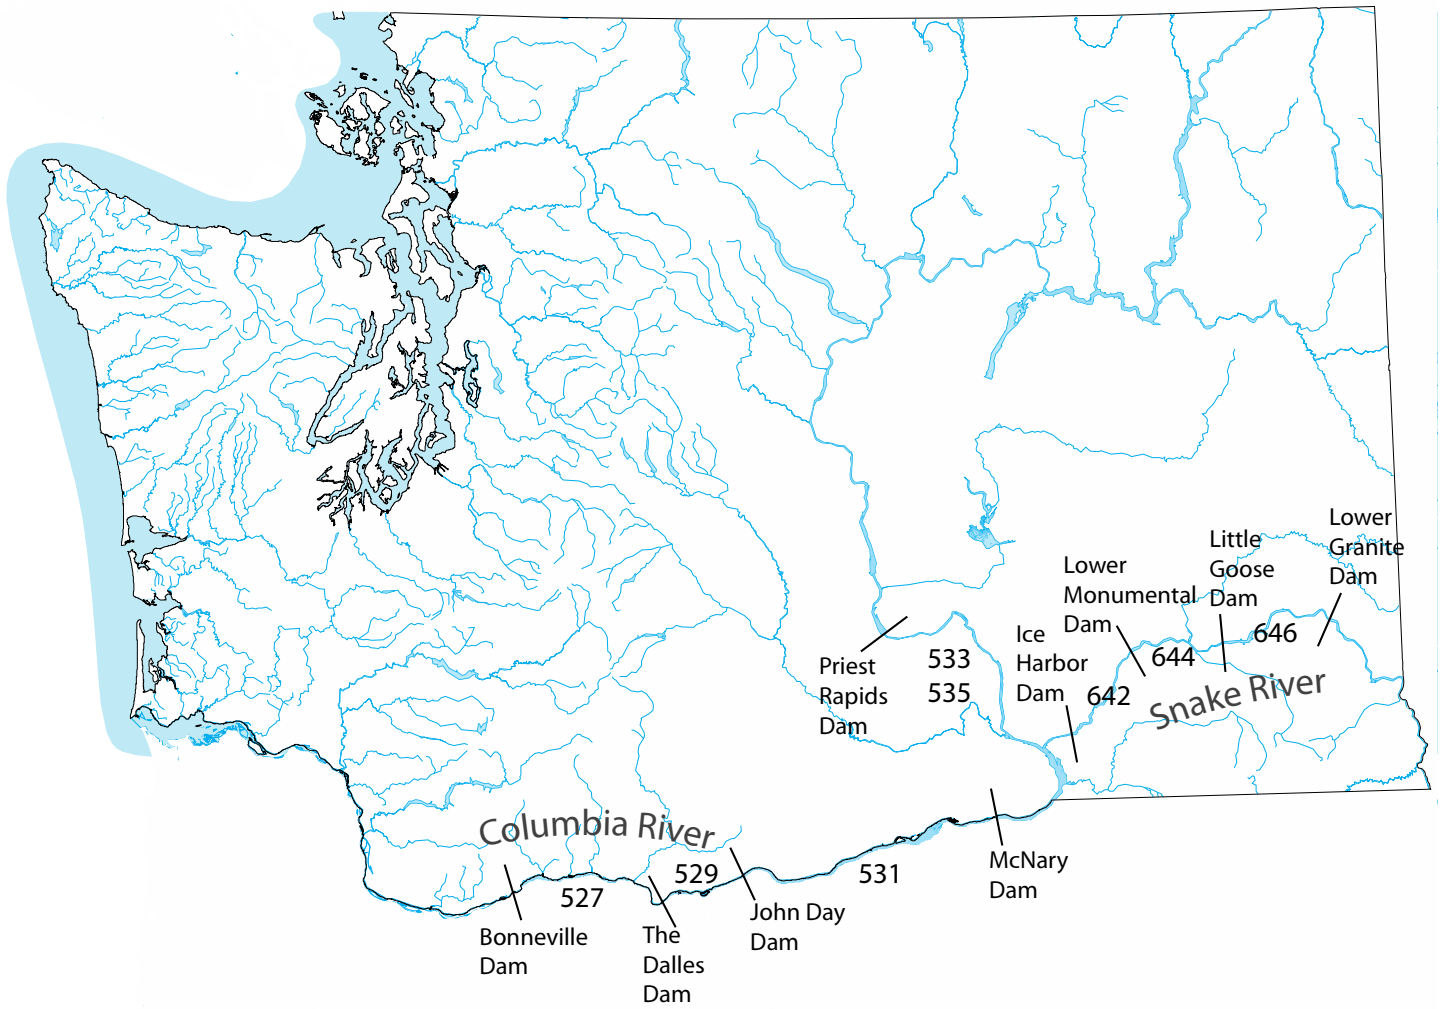 Lower
Granite
Dam
Little
Goose
Dam
Lower
Monumental
Dam
Ice
Harbor
Dam
646
644
642
Snake River
Priest
Rapids
Dam
533
535
Columbia River
McNary
Dam
531
529
527
John Day
Dam
The
Dalles
Dam
Bonneville
Dam